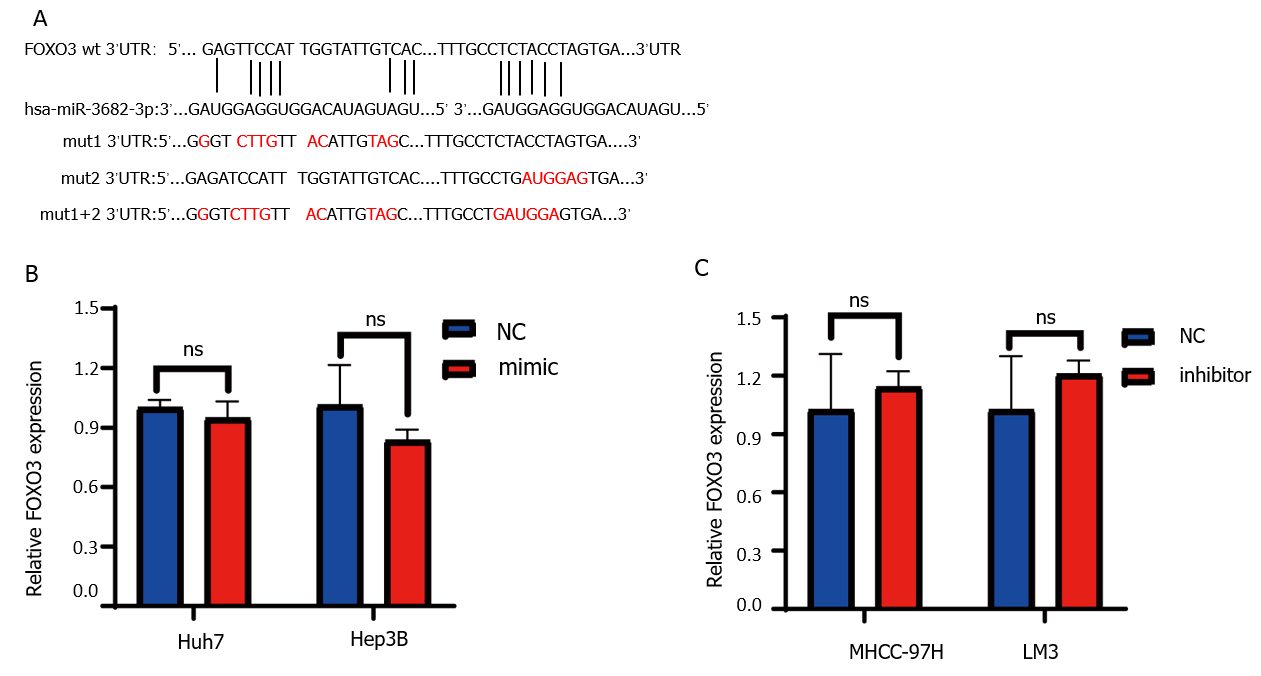 A
FOXO3 wt 3'UTR: 5'... GAGTTCCAT TGGTATTGTCAC...TTTGCCTCTACCTAGTGA...3'UTR
hsa-miR-3682-3p:3'...GAUGGAGGUGGACAUAGUAGU...5' 3'...GAUGGAGGUGGACAUAGU...5'
mut1 3'UTR:5'...GGGT CTTGTT ACATTGTAGC...TTTGCCTCTACCTAGTGA....3'
mut2 3'UTR:5'...GAGATCCATT TGGTATTGTCAC....TTTGCCTGAUGGAGTGA...3'
mut1+2 3'UTR:5'...GGGTCTTGTT ACATTGTAGC...TTTGCCTGAUGGAGTGA...3'
B
Relative FOXO3 expression
1.5
1.2
0.9
0.6
0.3
0.0
ns
ns
NC
mimic
Huh7
Hep3B
C
Relative FOXO3 expression
1.5
1.2
0.9
0.6
0.3
0.0
ns
ns
NC
inhibitor
MHCC-97H
LM3